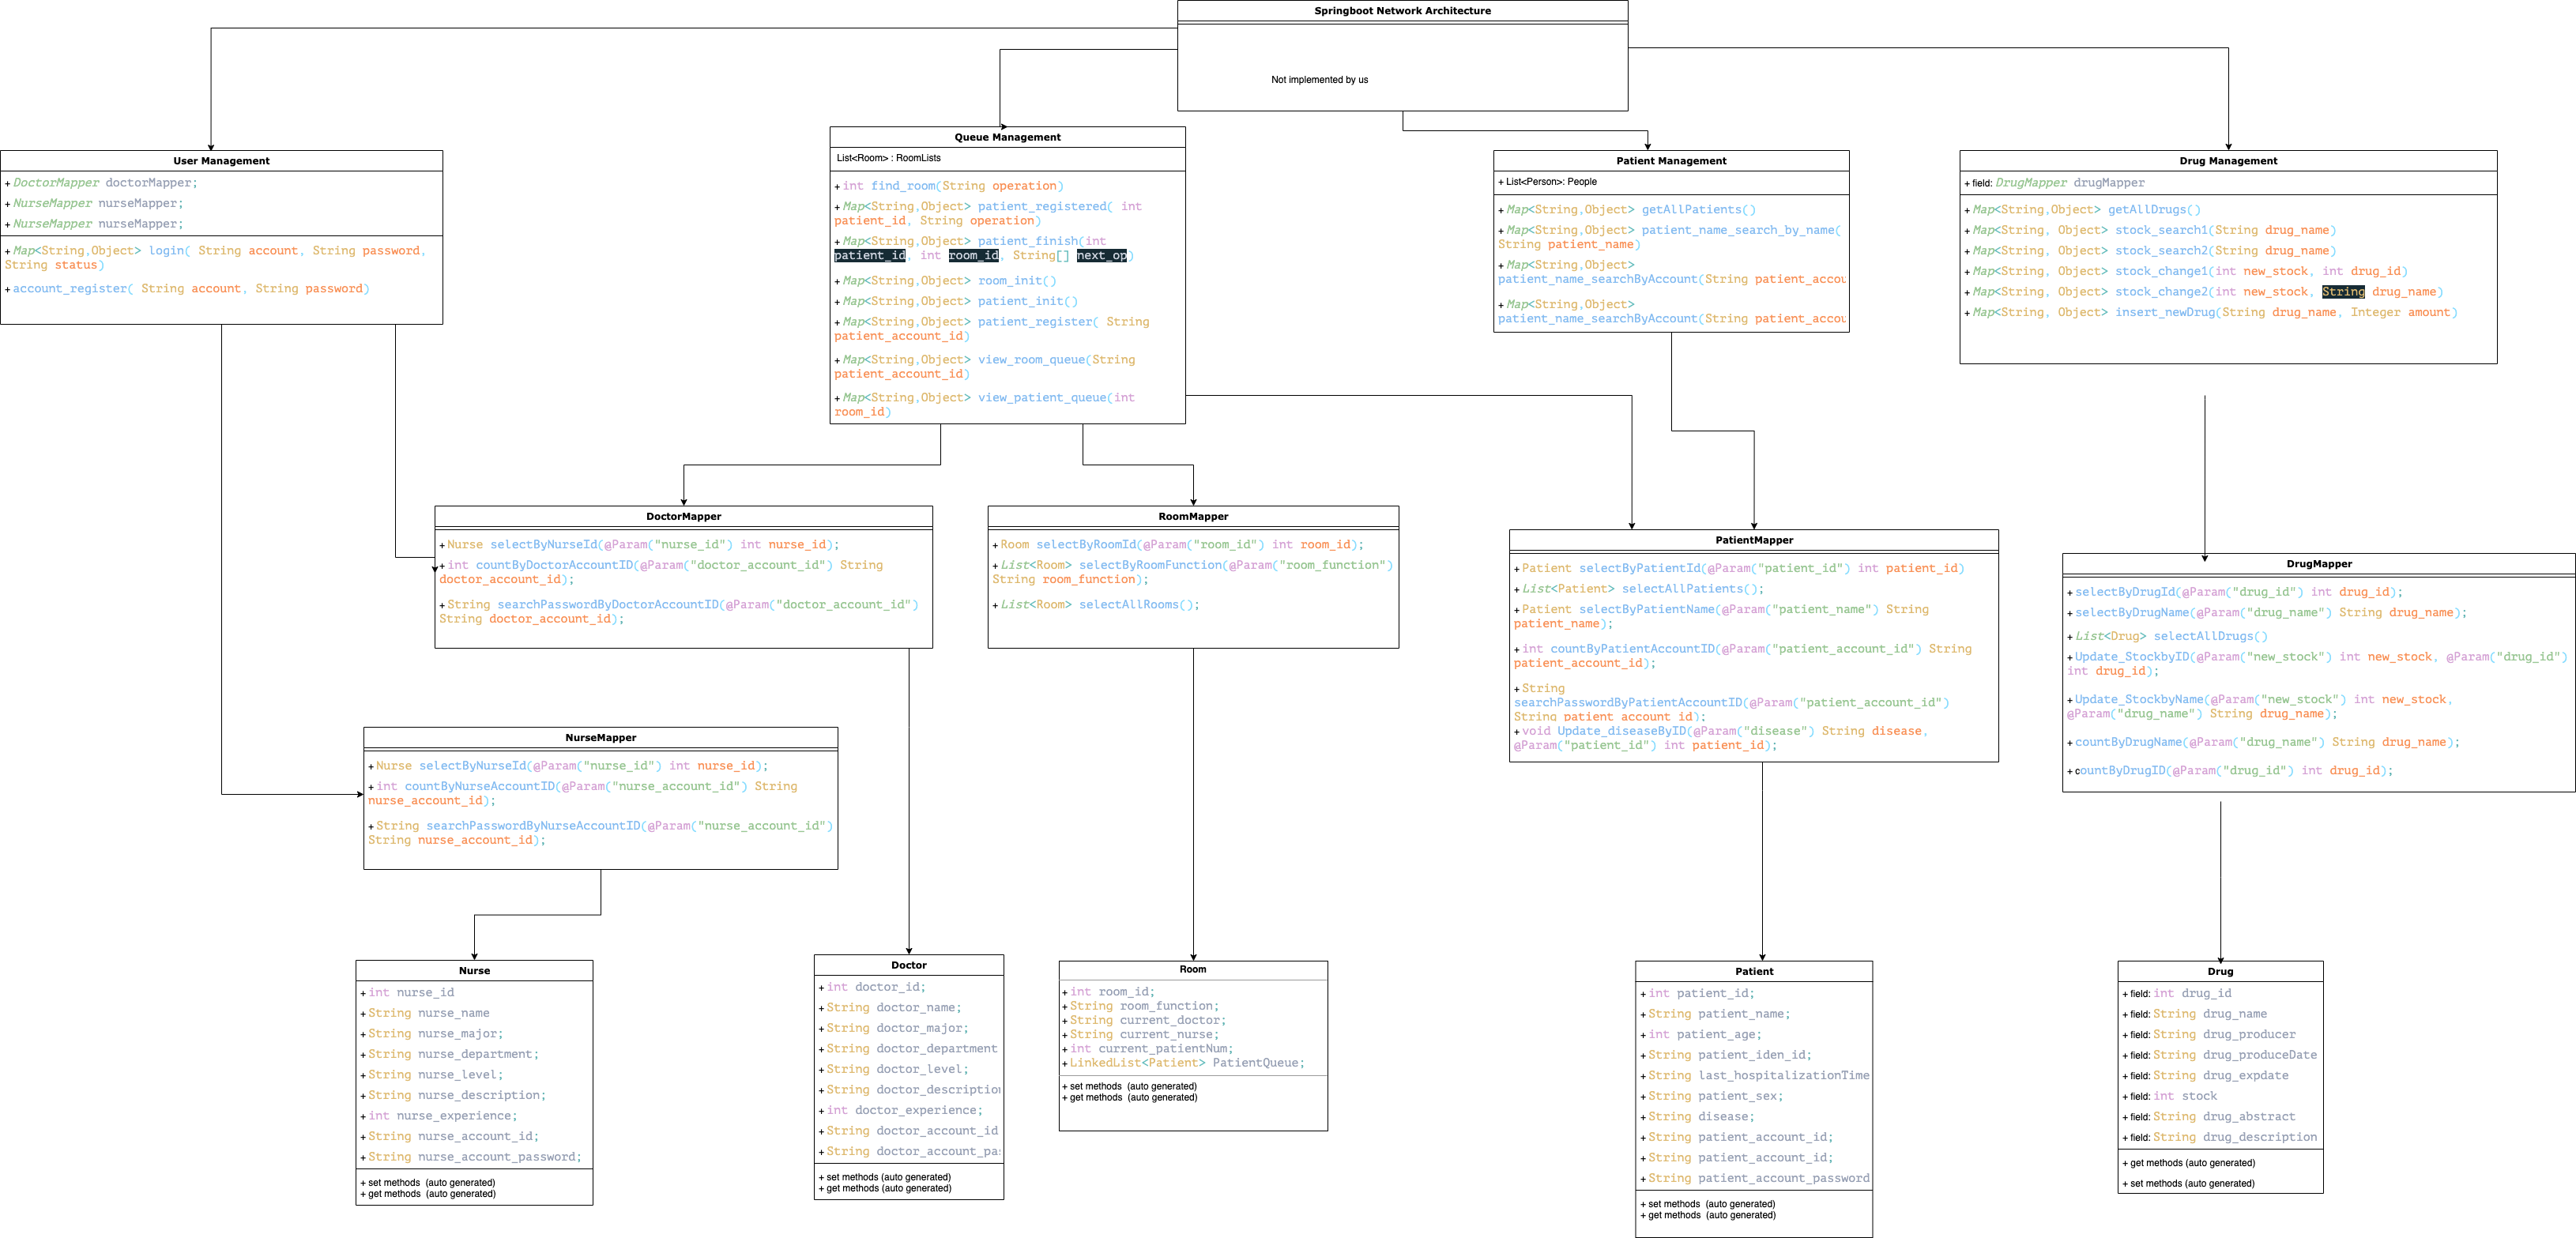 Springboot Network Architecture
Not implemented by us
User Management
+ DoctorMapper doctorMapper;
+ NurseMapper nurseMapper;
+ NurseMapper nurseMapper;
+ Map<String,Object> login( String account, String password,
String status)
+ account_register( String account, String password)
Queue Management
List<Room> : RoomLists
+ int find_room(String operation)
+ Map<String,Object> patient_registered( int
patient_id, String operation)
+ Map<String,Object> patient_finish(int
patient_id, int room_id, String[] next_op)
+ Map<String,Object> room_init()
+ Map<String,Object> patient_init()
+ Map<String,Object> patient_register( String
patient_account_id)
+ Map<String,Object> view_room_queue(String
patient_account_id)
+ Map<String,Object> view_patient_queue(int
room_id)
Patient Management
+ List<Person>: People
+ Map<String,Object> getAllPatients()
+ Map<String,Object> patient_name_search_by_name(
String patient_name)
+ Map<String,Object>
patient_name_searchByAccount(String patient_accou
+ Map<String,Object>
patient_name_searchByAccount(String patient_accou
Drug Management
+ field: DrugMapper drugMapper
+ Map<String,Object> getAllDrugs()
+ Map<String, Object> stock_search1(String drug_name)
+ Map<String, Object> stock_search2(String drug_name)
+ Map<String, Object> stock_change1(int new_stock, int drug_id)
+ Map<String, Object> stock_change2(int new_stock, String drug_name)
+ Map<String, Object> insert_newDrug(String drug_name, Integer amount)
DoctorMapper
+ Nurse selectByNurseId(@Param("nurse_id") int nurse_id);
+ int countByDoctorAccountID(@Param("doctor_account_id") String
doctor_account_id);
+ String searchPasswordByDoctorAccountID(@Param("doctor_account_id")
String doctor_account_id);
RoomMapper
+ Room selectByRoomId(@Param("room_id") int room_id);
+ List<Room> selectByRoomFunction(@Param("room_function")
String room_function);
+ List<Room> selectAllRooms();
PatientMapper
+ Patient selectByPatientId(@Param("patient_id") int patient_id)
+ List<Patient> selectAllPatients();
+ Patient selectByPatientName(@Param("patient_name") String
patient_name);
+ int countByPatientAccountID(@Param("patient_account_id") String
patient_account_id);
+ String
searchPasswordByPatientAccountID(@Param("patient_account_id")
String patient_account_id);
+ void Update_diseaseByID(@Param("disease") String disease,
@Param("patient_id") int patient_id);
DrugMapper
+ selectByDrugId(@Param("drug_id") int drug_id);
+ selectByDrugName(@Param("drug_name") String drug_name);
+ List<Drug> selectAllDrugs()
+ Update_StockbyID(@Param("new_stock") int new_stock, @Param("drug_id")
int drug_id);
+ Update_StockbyName(@Param("new_stock") int new_stock,
@Param("drug_name") String drug_name);
+ countByDrugName(@Param("drug_name") String drug_name);
+ countByDrugID(@Param("drug_id") int drug_id);
NurseMapper
+ Nurse selectByNurseId(@Param("nurse_id") int nurse_id);
+ int countByNurseAccountID(@Param("nurse_account_id") String
nurse_account_id);
+ String searchPasswordByNurseAccountID(@Param("nurse_account_id")
String nurse_account_id);
Nurse
+ int nurse_id
+ String nurse_name
+ String nurse_major;
+ String nurse_department;
+ String nurse_level;
+ String nurse_description;
+ int nurse_experience;
+ String nurse_account_id;
+ String nurse_account_password;
+ set methods (auto generated)
+ get methods (auto generated)
Doctor
+ int doctor_id;
+ String doctor_name;
+ String doctor_major;
+ String doctor_department
+ String doctor_level;
+ String doctor_description
+ int doctor_experience;
+ String doctor_account_id
+ String doctor_account_pa
+ set methods (auto generated)
+ get methods (auto generated)
Room
+ int room_id;
+ String room_function;
+ String current_doctor;
+ String current_nurse;
+ int current_patientNum;
+ LinkedList<Patient> PatientQueue;
+ set methods (auto generated)
+ get methods (auto generated)
Patient
+ int patient_id;
+ String patient_name;
+ int patient_age;
+ String patient_iden_id;
+ String last_hospitalizationTime
+ String patient_sex;
+ String disease;
+ String patient_account_id;
+ String patient_account_id;
+ String patient_account_password
+ set methods (auto generated)
+ get methods (auto generated)
Drug
+ field: int drug_id
+ field: String drug_name
+ field: String drug_producer
+ field: String drug_produceDate
+ field: String drug_expdate
+ field: int stock
+ field: String drug_abstract
+ field: String drug_description
+ get methods (auto generated)
+ set methods (auto generated)